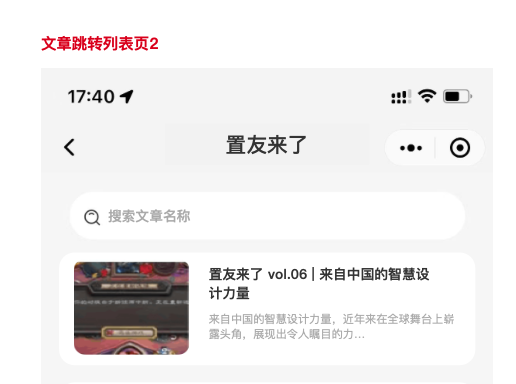 文章跳转列表页2
17:40
置友来了
搜索文章名称
置友来了 vol.06 | 来自中国的智慧设
计力量
来自中国的智慧设计力量，近年来在全球舞台上崭
露头角，展现出令人瞩目的力...